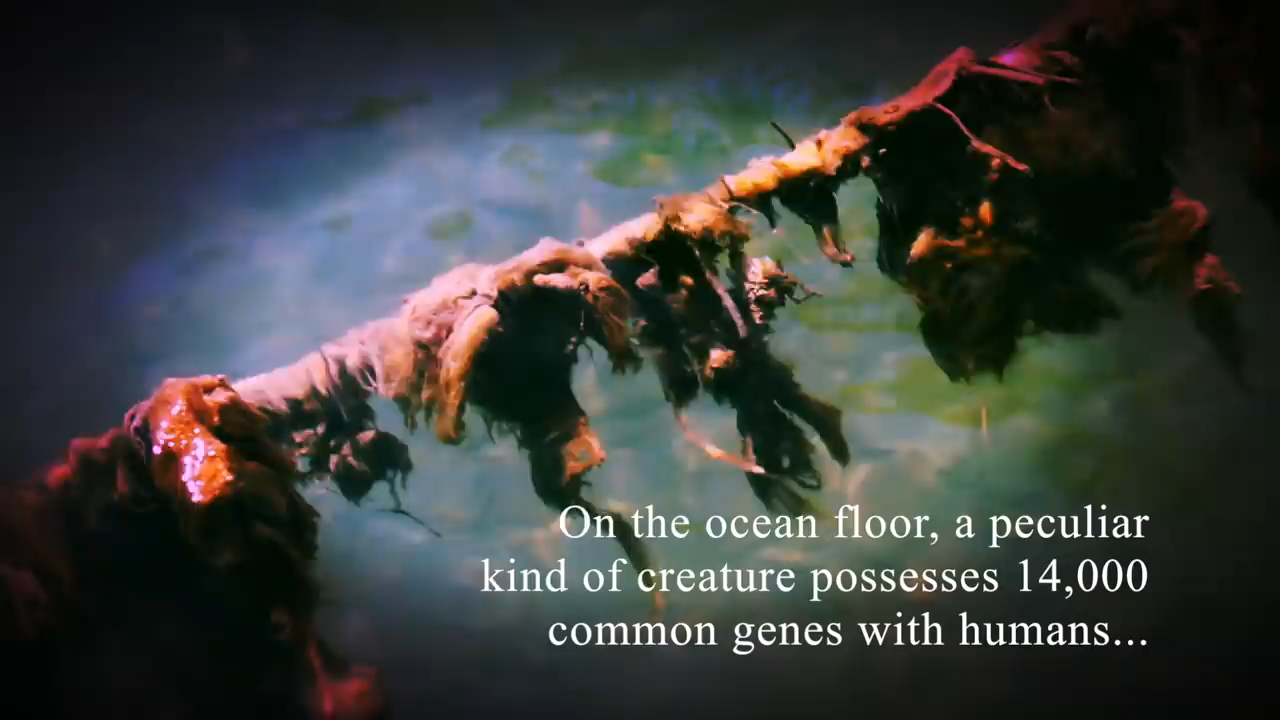 On the ocean floor, a peculiar
kind of creature possesses 14,000
common genes with humans...